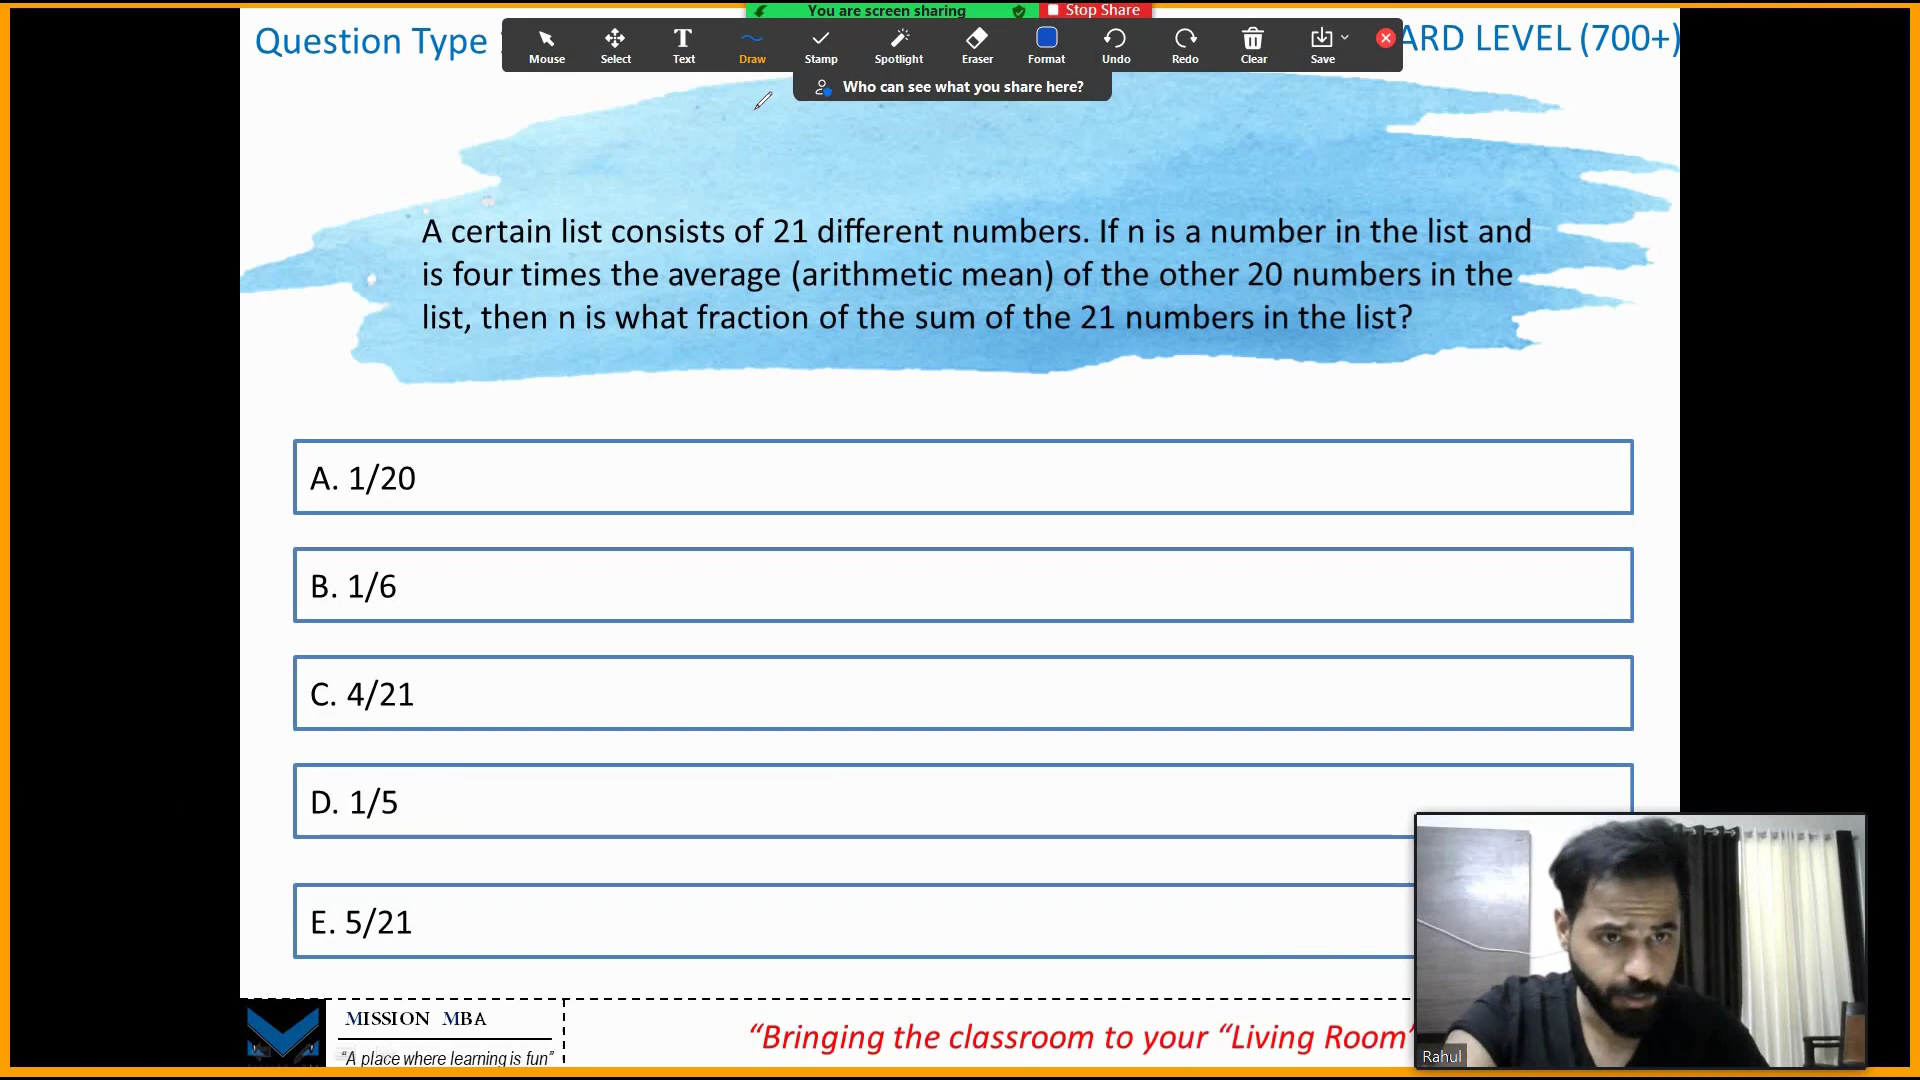 You are screen sharing
Stop Share
Question Type
ARD LEVEL (700+)
Mouse
Select
Text
Draw
Stamp
Spotlight
Eraser
Format
Undo
Redo
Clear
Save
Who can see what you share here?
A certain list consists of 21 different numbers. If n is a number in the list and
is four times the average (arithmetic mean) of the other 20 numbers in the
list, then n is what fraction of the sum of the 21 numbers in the list?
A. 1/20
B. 1/6
C. 4/21
D. 1/5
E. 5/21
MISSION MBA
“A place where learning is fun”
“Bringing the classroom to your “Living Room”
Rahul